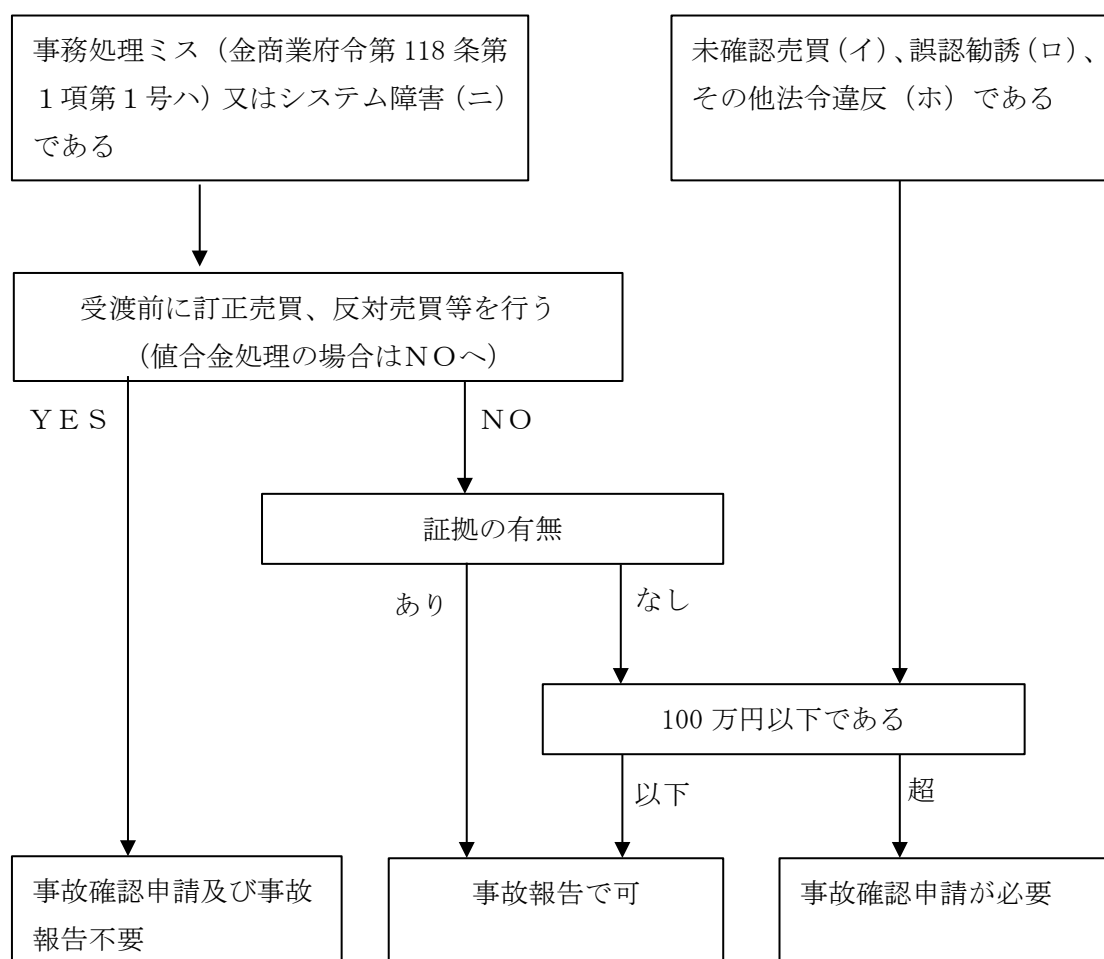 事務処理ミス（金商業府令第 118 条第
１項第１号ハ）又はシステム障害（ニ）
である
未確認売買（イ）、誤認勧誘（ロ）、
その他法令違反（ホ）である
受渡前に訂正売買、反対売買等を行う
（値合金処理の場合はＮＯへ）
ＹＥＳ
ＮＯ
証拠の有無
あり
なし
100 万円以下である
以下
超
事故確認申請及び事故
報告不要
事故報告で可
事故確認申請が必要